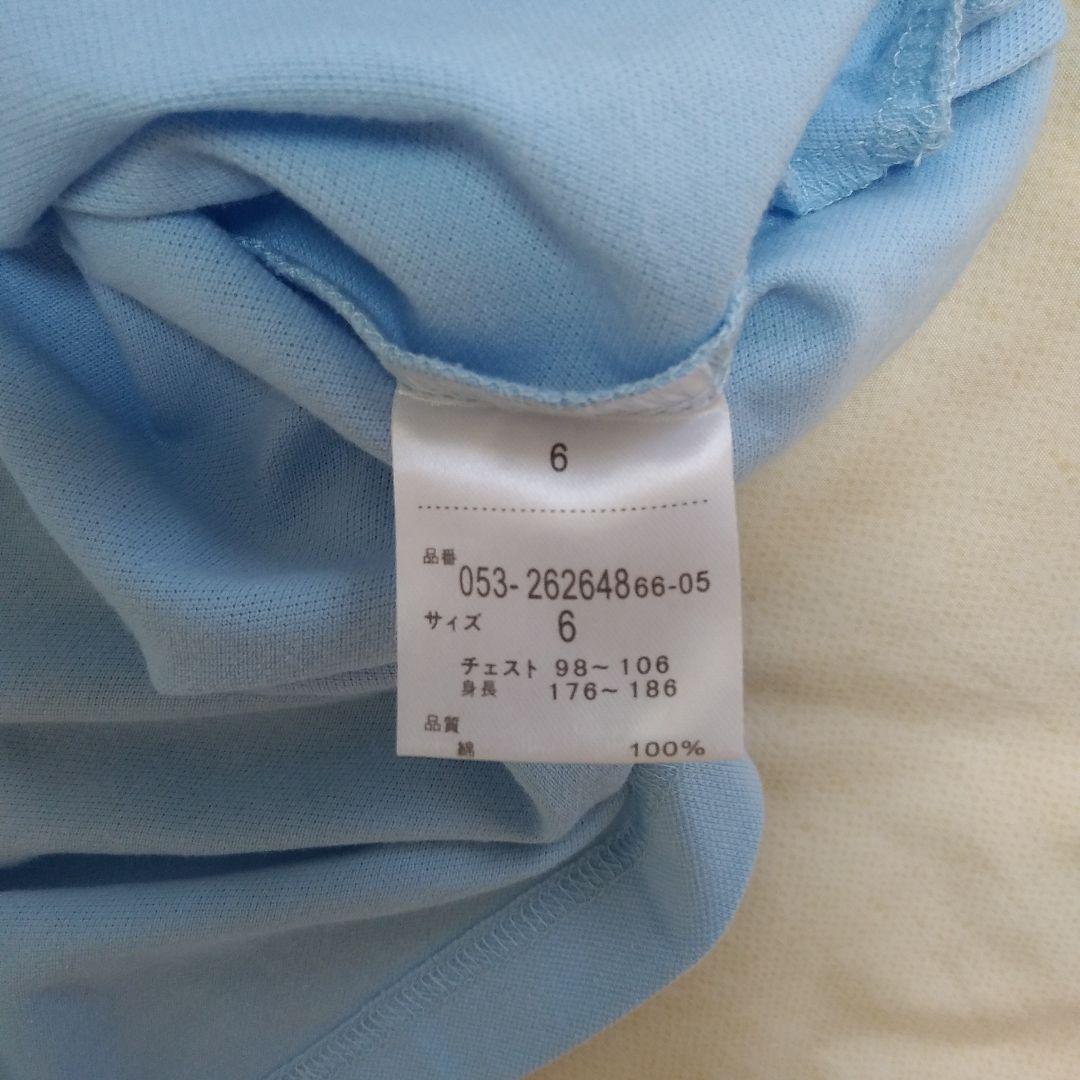 6
品番
053-26264866-05
サイズ 6
チェスト 98~106
身長 176~186
品質
綿 100%